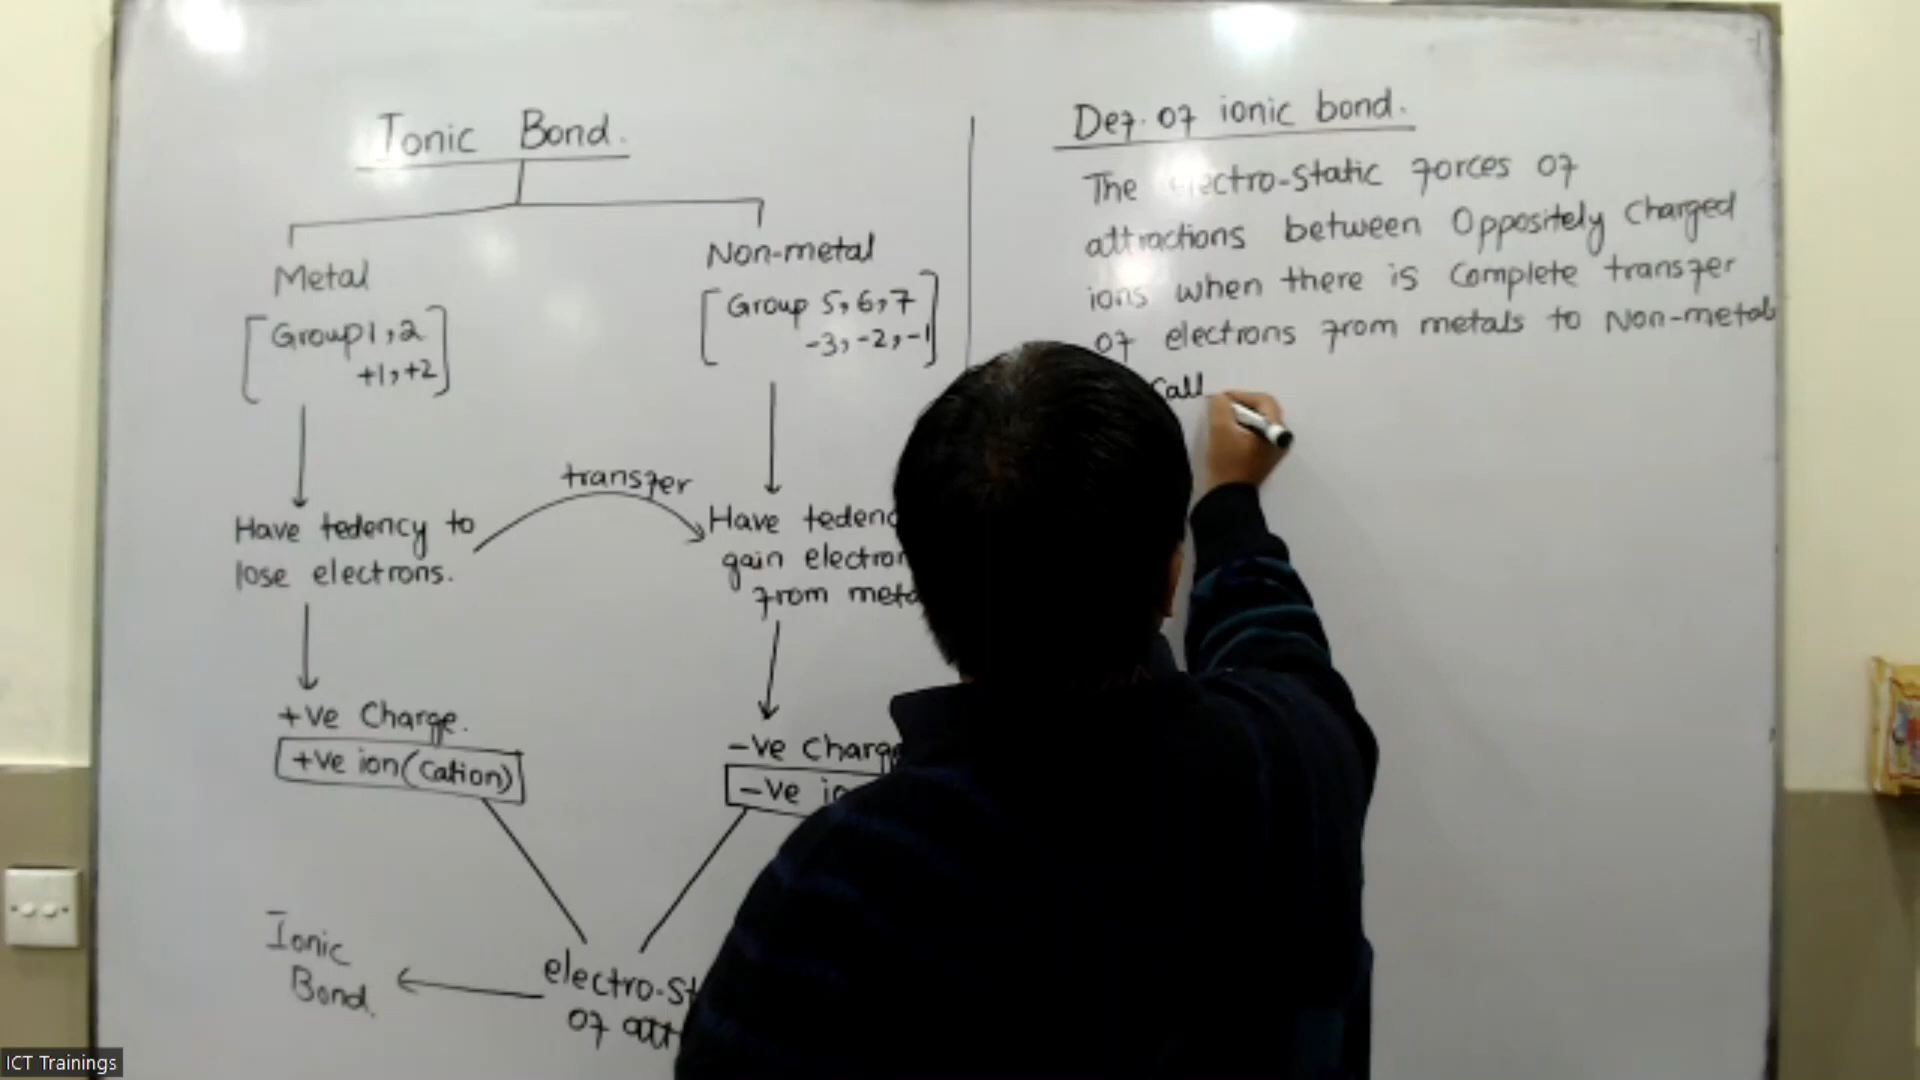 Ionic Bond.
Metal
[Group 1, 2
+1, +2]
Have tedency to
lose electrons.
+ve Charge.
+ve ion (Cation)
transfer
Non-metal
[Group 5, 6, 7
-3, -2, -1]
Have
gain
from
-ve
-ve
of
Ionic
Bond.
Def. of ionic bond.
The static forces of
attractions between Oppositely Charged
ions when there is Complete transfer
of electrons from metals to Non-metals
Call
ICT Trainings